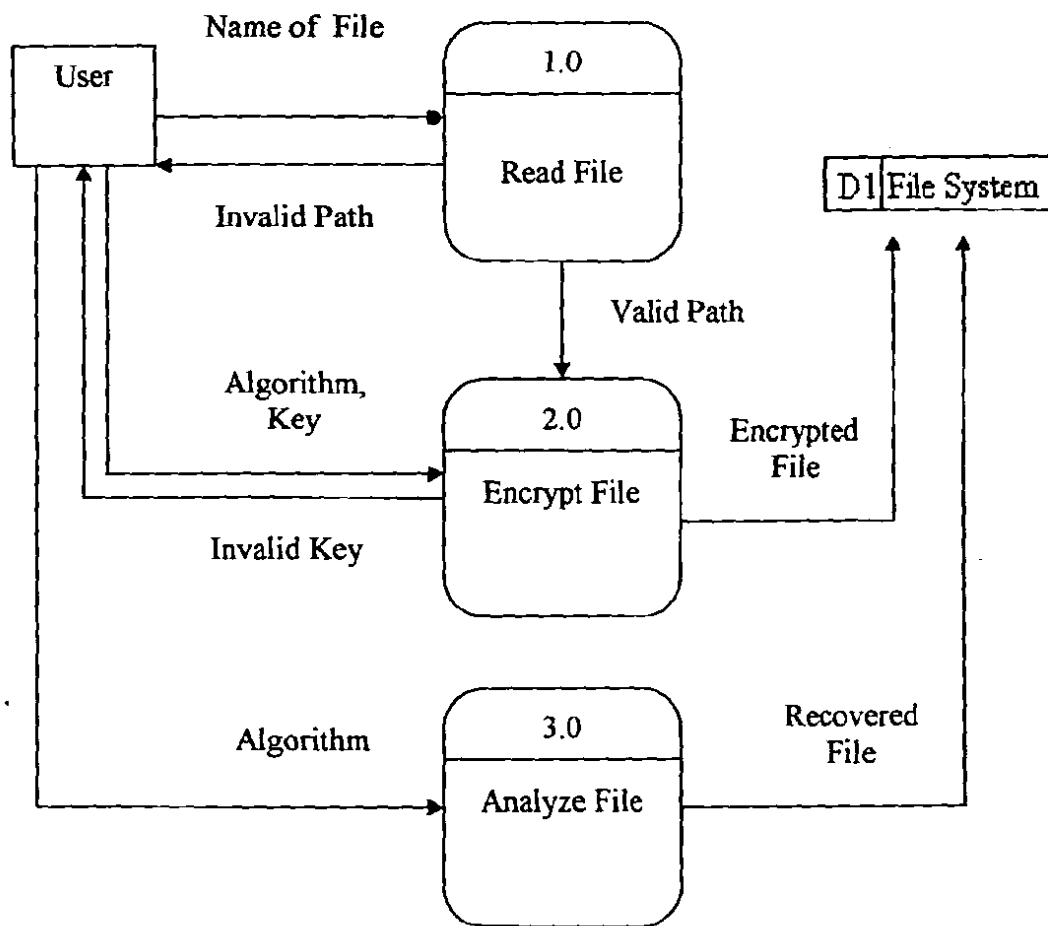 Name of File
User
1.0
Read File
D1 File System
Invalid Path
Valid Path
Algorithm,
Key
2.0
Encrypted
File
Encrypt File
Invalid Key
3.0
Recovered
File
Algorithm
Analyze File